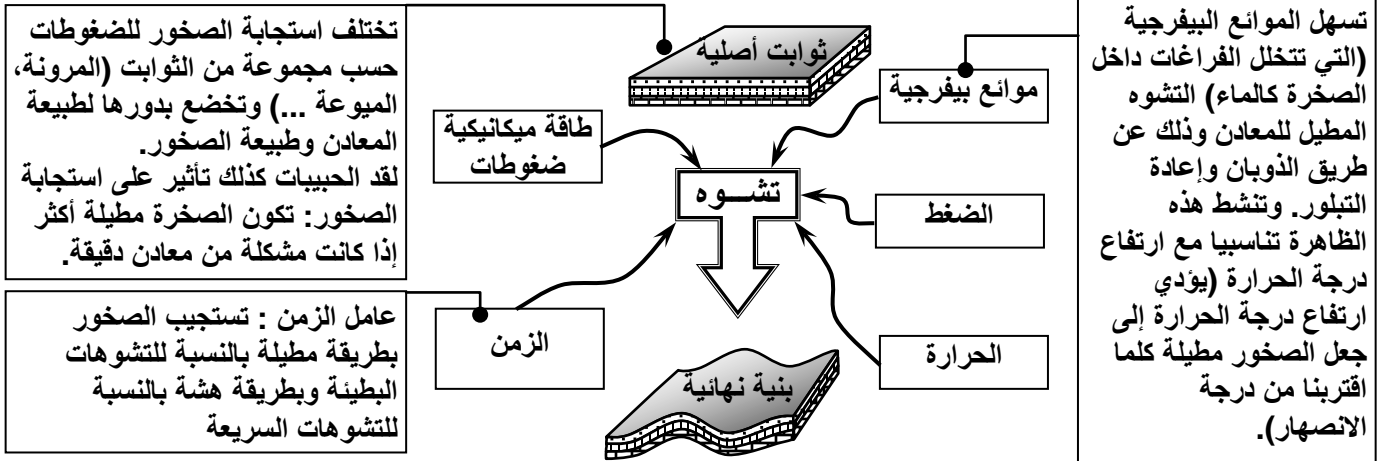 تسهل الموائع البيفرجية
(التي تتخلل الفراغات داخل
الصخرة كالماء) التشوه
المطيل للمعادن وذلك عن
طريق الذوبان وإعادة
التبلور. وتنشط هذه
الظاهرة تناسبيا مع ارتفاع
درجة الحرارة (يؤدي
ارتفاع درجة الحرارة إلى
جعل الصخور مطيلة كلما
اقتربنا من درجة
الانصهار).
ثوابت أصلية
موائع بيفرجية
طاقة ميكانيكية
ضغوطات
تشـــوه
الضغط
الحرارة
الزمن
بنية نهائية
تختلف استجابة الصخور للضغوطات
حسب مجموعة من الثوابت (المرونة،
الميوعة ...) وتخضع بدورها لطبيعة
المعادن وطبيعة الصخور.
لقد الحبيبات كذلك تأثير على استجابة
الصخور: تكون الصخرة مطيلة أكثر
إذا كانت مشكلة من معادن دقيقة.
عامل الزمن : تستجيب الصخور
بطريقة مطيلة بالنسبة للتشوهات
البطيئة وبطريقة هشة بالنسبة
للتشوهات السريعة